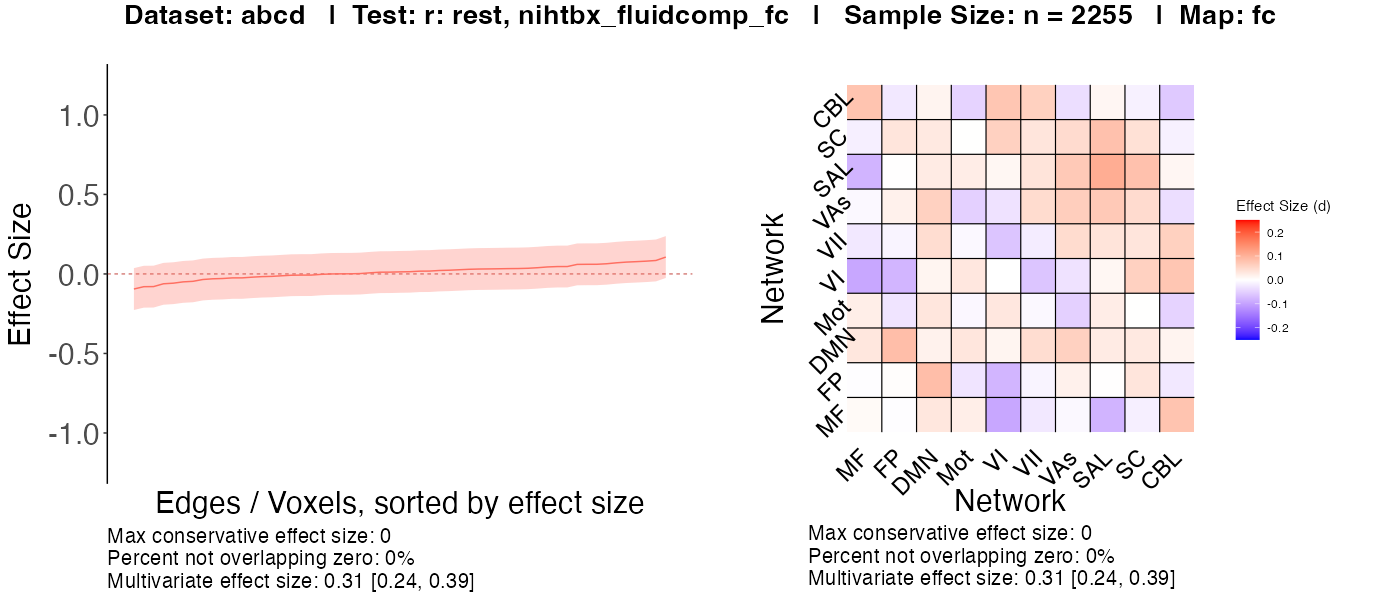 Dataset: abcd | Test: r: rest, nihtbx_fluidcomp_fc | Sample Size: n = 2255 | Map: fc
1.0
0.5
0.0
-0.5
-1.0
Effect Size
Edges / Voxels, sorted by effect size
Max conservative effect size: 0
Percent not overlapping zero: 0%
Multivariate effect size: 0.31 [0.24, 0.39]
Network
CBL
SC
SAL
VAs
VII
VI
Mot
DMN
FP
MF
MF
FP
DMN
Mot
VI
VII
VAs
SAL
SC
CBL
Network
Max conservative effect size: 0
Percent not overlapping zero: 0%
Multivariate effect size: 0.31 [0.24, 0.39]
Effect Size (d)
0.2
0.1
0.0
-0.1
-0.2